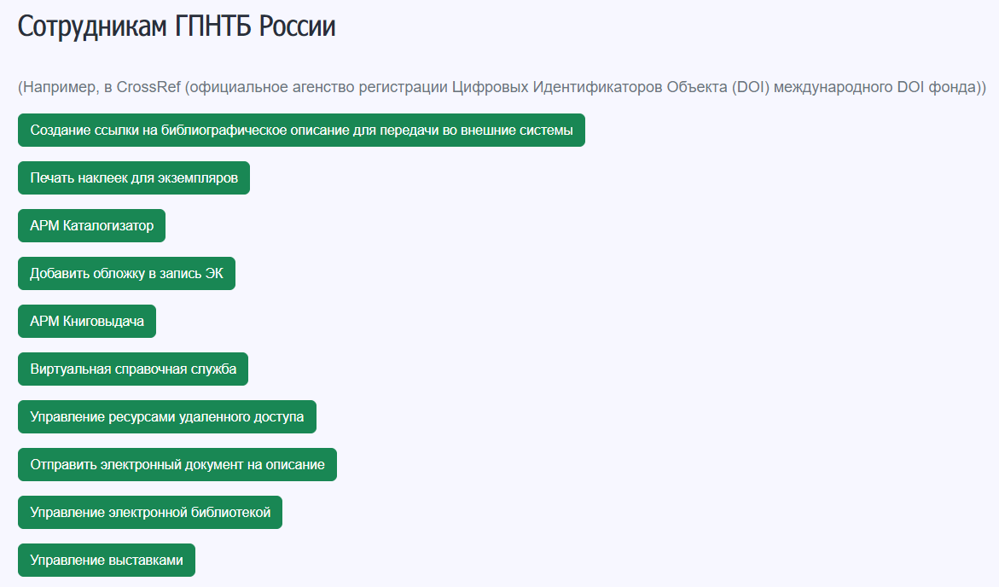 Сотрудникам ГПНТБ России
(Например, в CrossRef (официальное агенство регистрации Цифровых Идентификаторов Объекта (DOI) международного DOI фонда))
Создание ссылки на библиографическое описание для передачи во внешние системы
Печать наклеек для экземпляров
АРМ Каталогизатор
Добавить обложку в запись ЭК
АРМ Книговыдача
Виртуальная справочная служба
Управление ресурсами удаленного доступа
Отправить электронный документ на описание
Управление электронной библиотекой
Управление выставками